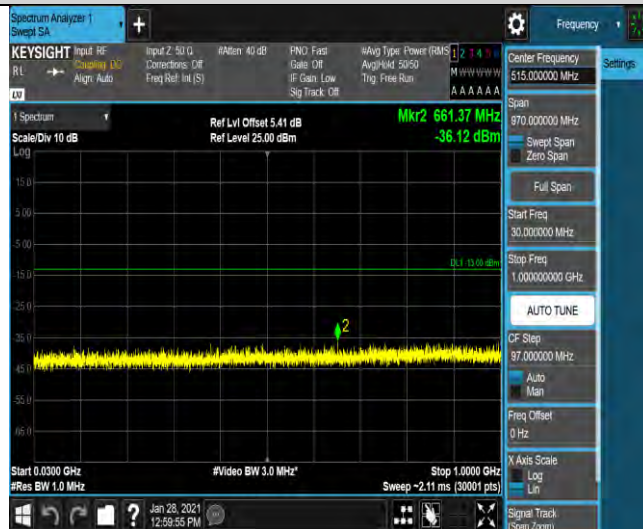 Spectrum Analyzer 1
Swept SA
+
Frequency
KEYSIGHT
Input: RF
Coupling: DC
Align: Auto
Input Z: 50 Ω
Corrections: Off
Freq Ref: Int (S)
#Atten: 40 dB
PNO: Fast
Gate: Off
IF Gain: Low
Sig Track: Off
#Avg Type: Power (RMS
Avg|Hold: 50/50
Trig: Free Run
1 2 3 4 5 6
M W W W W W
A A A A A A
RL
LXI
1 Spectrum
Scale/Div 10 dB
Ref Lvl Offset 5.41 dB
Ref Level 25.00 dBm
Mkr2 661.37 MHz
-36.12 dBm
Log
15.0
5.00
-5.00
-15.0
-25.0
-35.0
-45.0
-55.0
-65.0
DL1 -13.00 dBm
2
Start 0.0300 GHz
#Res BW 1.0 MHz
#Video BW 3.0 MHz*
Stop 1.0000 GHz
Sweep ~2.11 ms (30001 pts)
Jan 28, 2021
12:59:55 PM
?
Center Frequency
515.000000 MHz
Settings
Span
970.000000 MHz
Swept Span
Zero Span
Full Span
Start Freq
30.000000 MHz
Stop Freq
1.000000000 GHz
AUTO TUNE
CF Step
97.000000 MHz
Auto
Man
Freq Offset
0 Hz
X Axis Scale
Log
Lin
Signal Track
(Span Zoom)